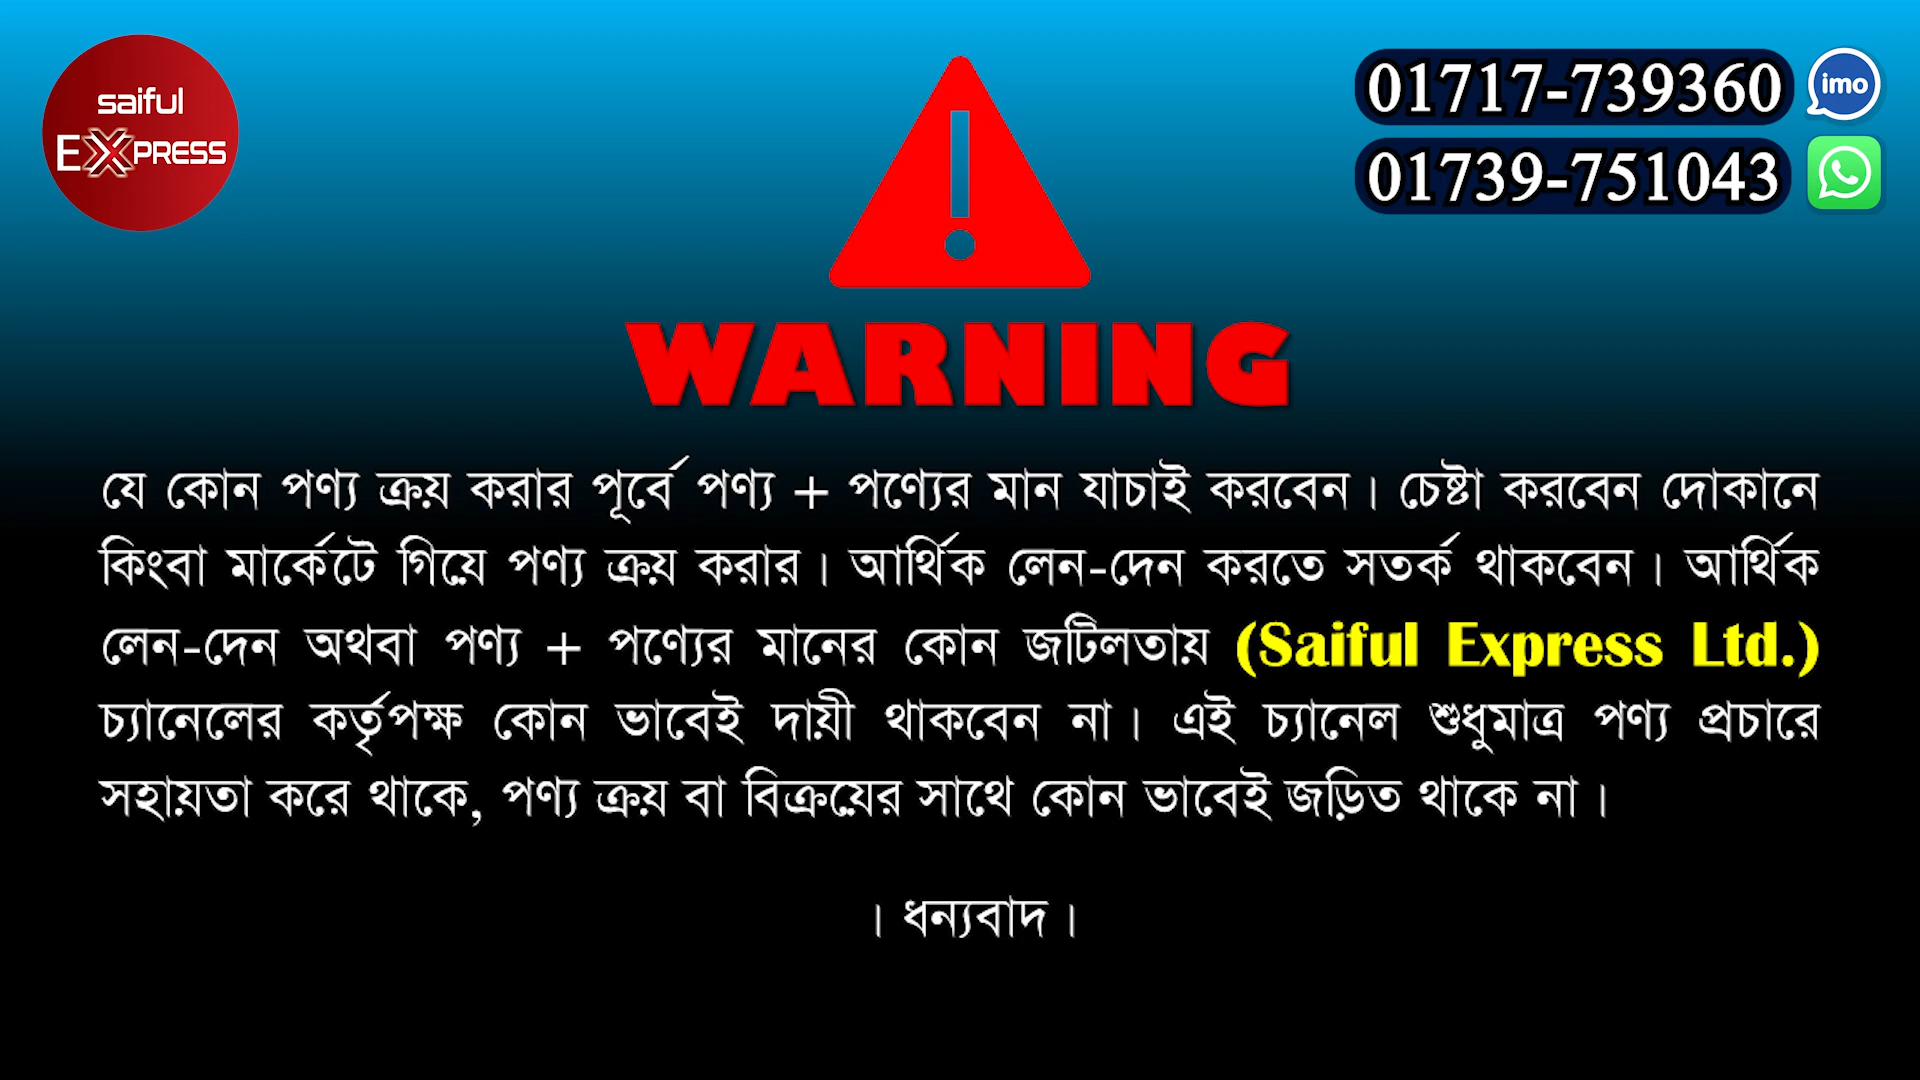 saiful
EXPRESS
01717-739360
imo
01739-751043
WARNING
যে কোন পণ্য ক্রয় করার পূর্বে পণ্য + পণ্যের মান যাচাই করবেন। চেষ্টা করবেন দোকানে
কিংবা মার্কেটে গিয়ে পণ্য ক্রয় করার। আর্থিক লেন-দেন করতে সতর্ক থাকবেন। আর্থিক
লেন-দেন অথবা পণ্য + পণ্যের মানের কোন জটিলতায় (Saiful Express Ltd.)
চ্যানেলের কর্তৃপক্ষ কোন ভাবেই দায়ী থাকবেন না। এই চ্যানেল শুধুমাত্র পণ্য প্রচারে
সহায়তা করে থাকে, পণ্য ক্রয় বা বিক্রয়ের সাথে কোন ভাবেই জড়িত থাকে না।
। ধন্যবাদ ।